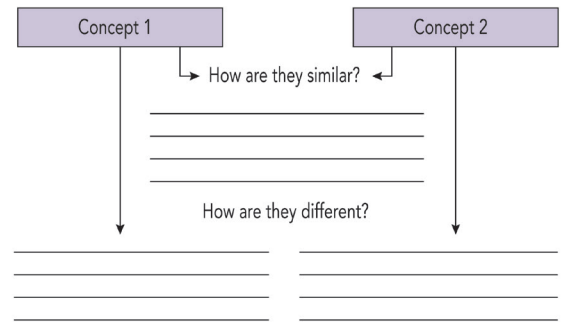 Concept 1
Concept 2
How are they similar?
How are they different?